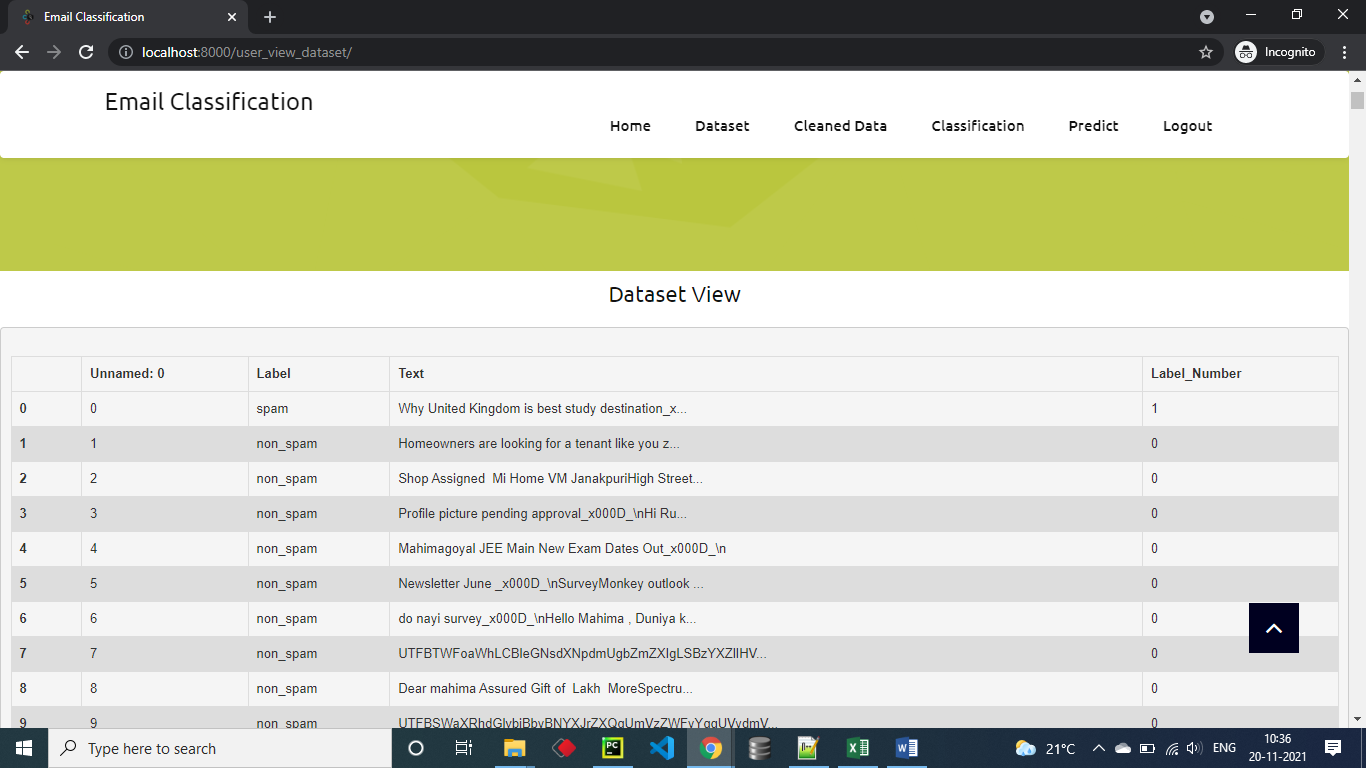 Email Classification
localhost:8000/user_view_dataset/
Incognito
Email Classification
Home Dataset Cleaned Data Classification Predict Logout
Dataset View
Unnamed: 0 Label Text Label_Number
0 0 spam Why United Kingdom is best study destination_x... 1
1 1 non_spam Homeowners are looking for a tenant like you z... 0
2 2 non_spam Shop Assigned Mi Home VM JanakpuriHigh Street... 0
3 3 non_spam Profile picture pending approval_x000D_\nHi Ru... 0
4 4 non_spam Mahimagoyal JEE Main New Exam Dates Out_x000D_\n 0
5 5 non_spam Newsletter June _x000D_\nSurveyMonkey outlook ... 0
6 6 non_spam do nayi survey_x000D_\nHello Mahima , Duniya k... 0
7 7 non_spam 0
8 8 non_spam Dear mahima Assured Gift of Lakh MoreSpectru... 0
9 9 non_spam 0
Type here to search
PC
21°C
ENG
10:36
20-11-2021